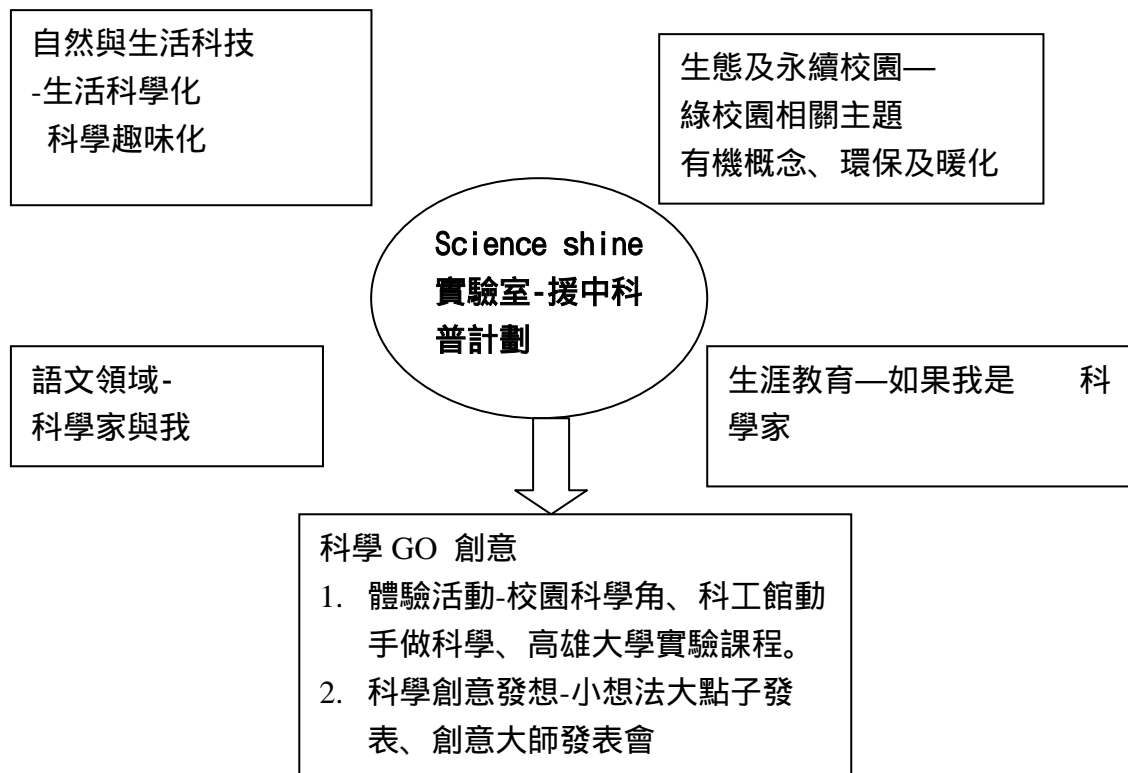 自然與生活科技
-生活科學化
科學趣味化
生態及永續校園—
綠校園相關主題
有機概念、環保及暖化
Science shine
實驗室-援中科
普計劃
語文領域-
科學家與我
生涯教育—如果我是 科
學家
科學 GO 創意
1. 體驗活動-校園科學角、科工館動
手做科學、高雄大學實驗課程。
2. 科學創意發想-小想法大點子發
表、創意大師發表會